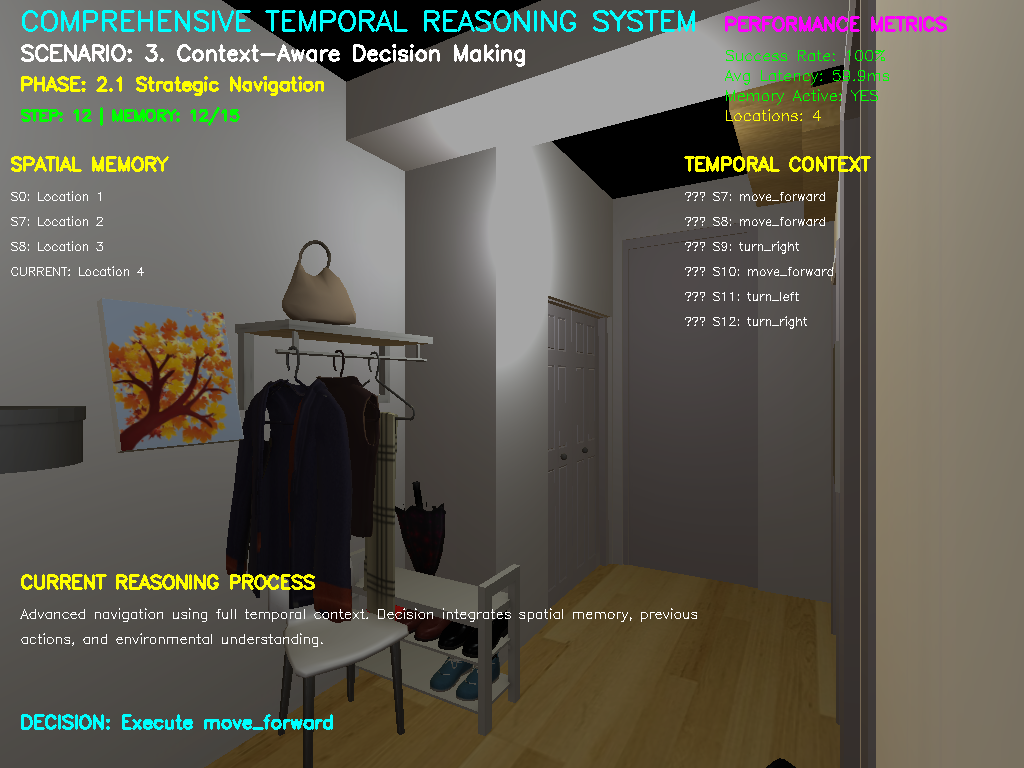 COMPREHENSIVE TEMPORAL REASONING SYSTEM
SCENARIO: 3. Context-Aware Decision Making
PHASE: 2.1 Strategic Navigation
STEP: 12 | MEMORY: 12/15
PERFORMANCE METRICS
Success Rate: 100%
Avg Latency: 59.9ms
Memory Active: YES
Locations: 4
SPATIAL MEMORY
S0: Location 1
S7: Location 2
S8: Location 3
CURRENT: Location 4
TEMPORAL CONTEXT
??? S7: move_forward
??? S8: move_forward
??? S9: turn_right
??? S10: move_forward
??? S11: turn_left
??? S12: turn_right
CURRENT REASONING PROCESS
Advanced navigation using full temporal context. Decision integrates spatial memory, previous
actions, and environmental understanding.
DECISION: Execute move_forward